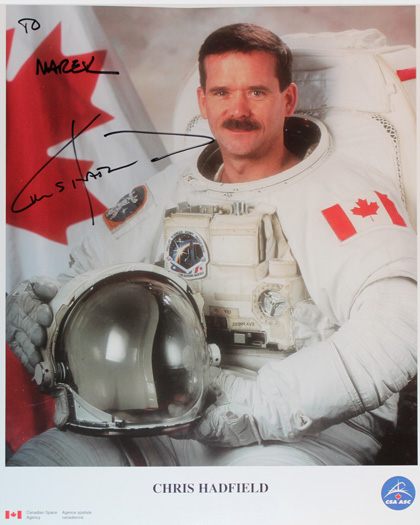 TO
MAREK
CHRIS HADFIELD
CHRIS HADFIELD
Canadian Space Agency
Agence spatiale canadienne
CSA ASC